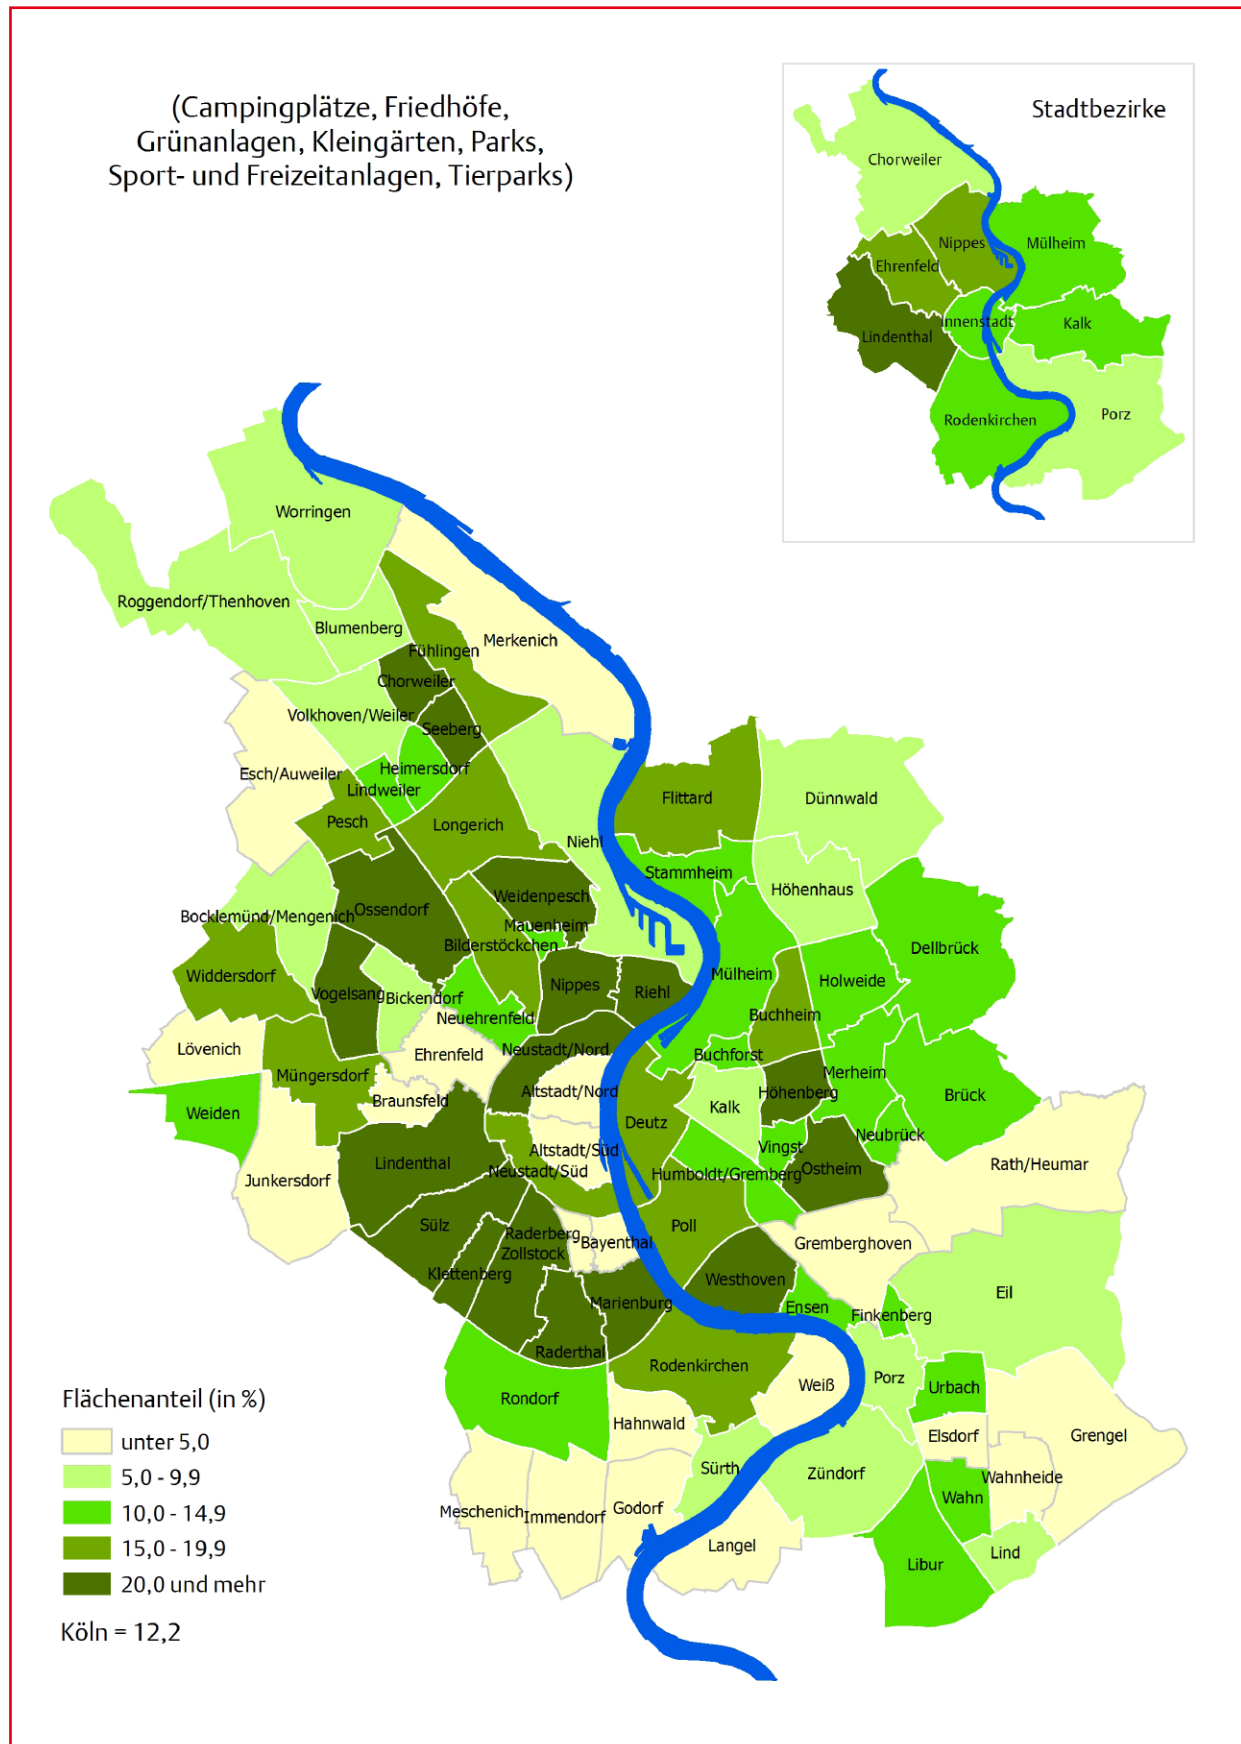 (Campingplätze, Friedhöfe,
Grünanlagen, Kleingärten, Parks,
Sport- und Freizeitanlagen, Tierparks)
Stadtbezirke
Chorweiler
Nippes
Mülheim
Ehrenfeld
Innenstadt
Kalk
Lindenthal
Rodenkirchen
Porz
Worringen
Roggendorf/Thenhoven
Blumenberg
Fühlingen
Merkenich
Chorweiler
Volkhoven/Weiler
Seeberg
Esch/Auweiler
Heimersdorf
Lindweiler
Pesch
Longerich
Niehl
Flittard
Dünnwald
Stammheim
Höhenhaus
Weidenpesch
Ossendorf
Bocklemünd/Mengenich
Mauenheim
Bilderstöckchen
Dellbrück
Widdersdorf
Vogelsang
Bickendorf
Nippes
Riehl
Mülheim
Holweide
Neuehrenfeld
Buchheim
Lövenich
Ehrenfeld
Neustadt/Nord
Buchforst
Müngersdorf
Merheim
Altstadt/Nord
Höhenberg
Braunsfeld
Brück
Weiden
Kalk
Deutz
Neubrück
Vingst
Altstadt/Süd
Lindenthal
Neustadt/Süd
Humboldt/Gremberg
Ostheim
Rath/Heumar
Junkersdorf
Sülz
Raderberg
Zollstock
Bayenthal
Poll
Gremberghoven
Klettenberg
Westhoven
Marienburg
Ensen
Finkenberg
Eil
Raderthal
Rodenkirchen
Weiß
Porz
Urbach
Rondorf
Hahnwald
Elsdorf
Grengel
Sürth
Zündorf
Wahnheide
Wahn
Meschenich
Immendorf
Godorf
Langel
Lind
Libur
Flächenanteil (in %)
unter 5,0
5,0 - 9,9
10,0 - 14,9
15,0 - 19,9
20,0 und mehr
Köln = 12,2